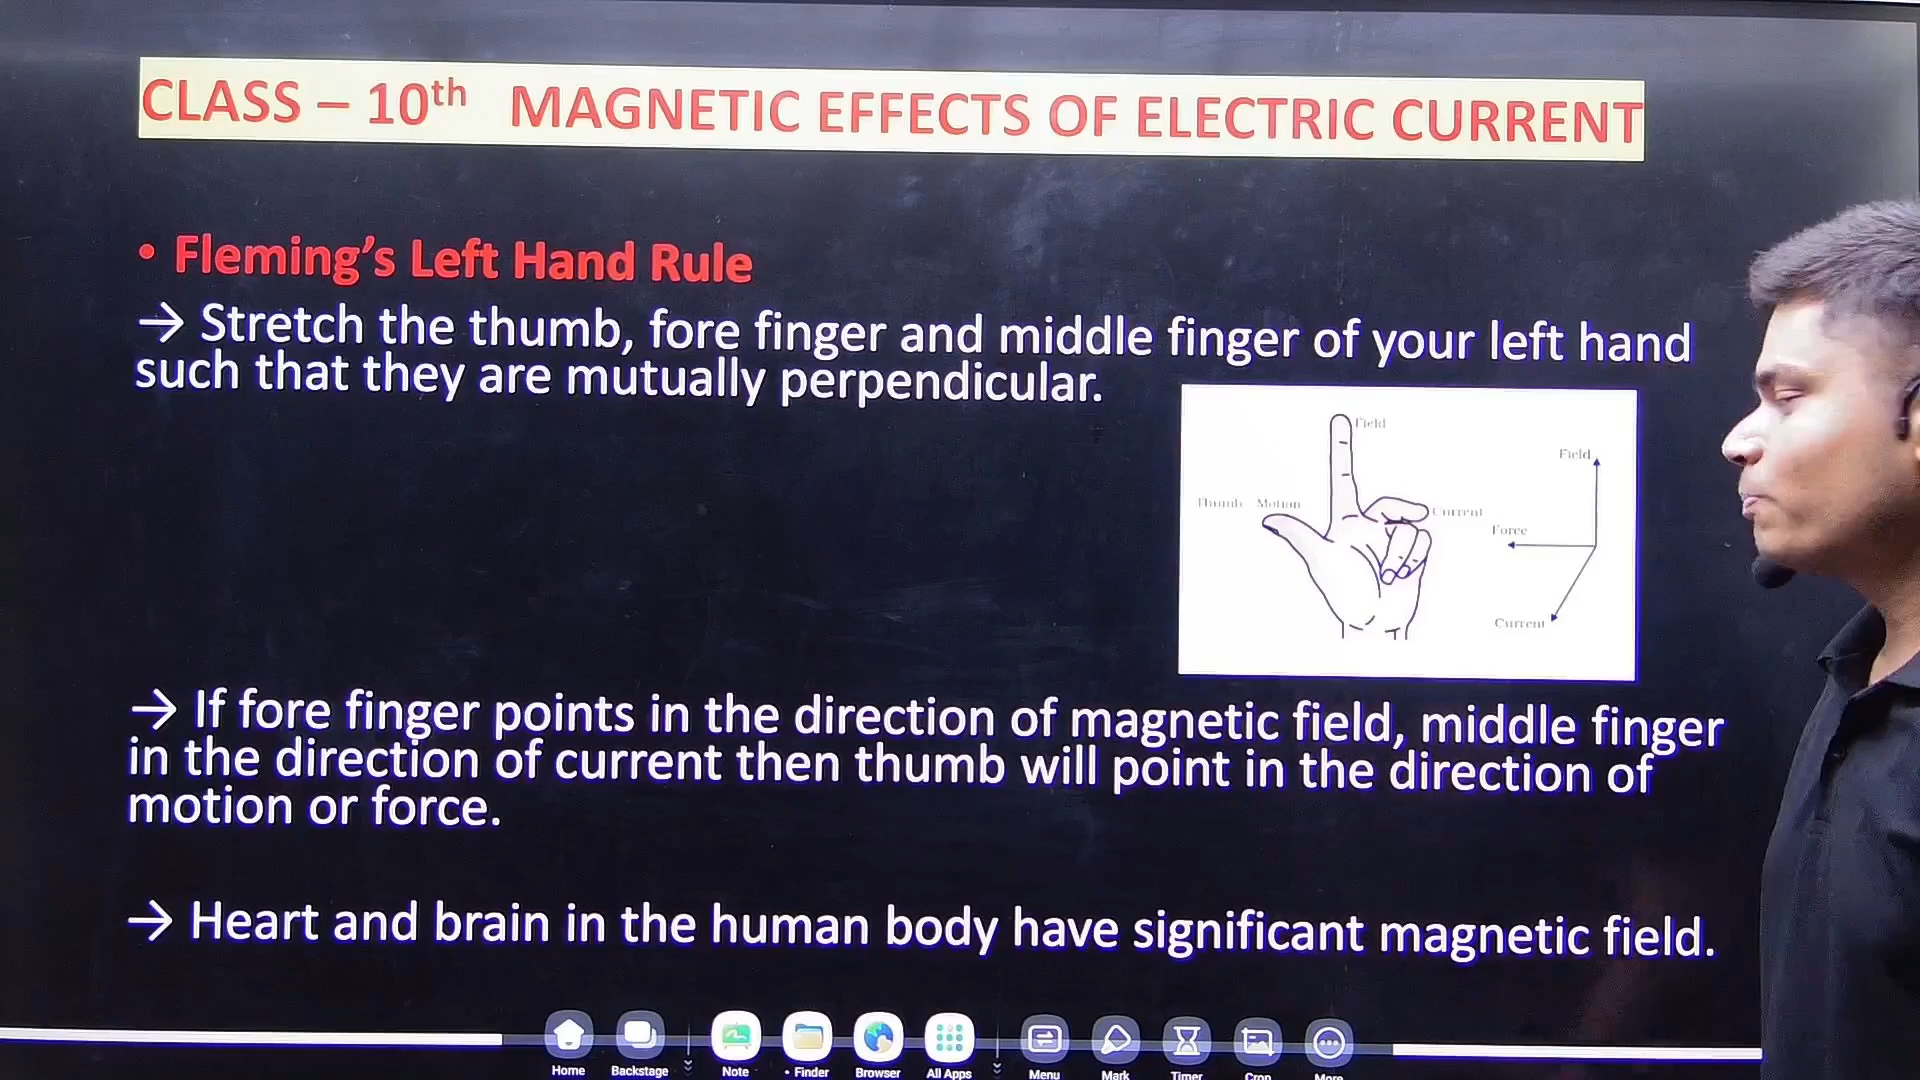 CLASS – 10th MAGNETIC EFFECTS OF ELECTRIC CURRENT
• Fleming’s Left Hand Rule
→ Stretch the thumb, fore finger and middle finger of your left hand
such that they are mutually perpendicular.
Field
Field
Thumb Motion
Current
Force
Current
→ If fore finger points in the direction of magnetic field, middle finger
in the direction of current then thumb will point in the direction of
motion or force.
→ Heart and brain in the human body have significant magnetic field.
Home Backstage Note • Finder Browser All Apps Menu Mark Timer Crop More